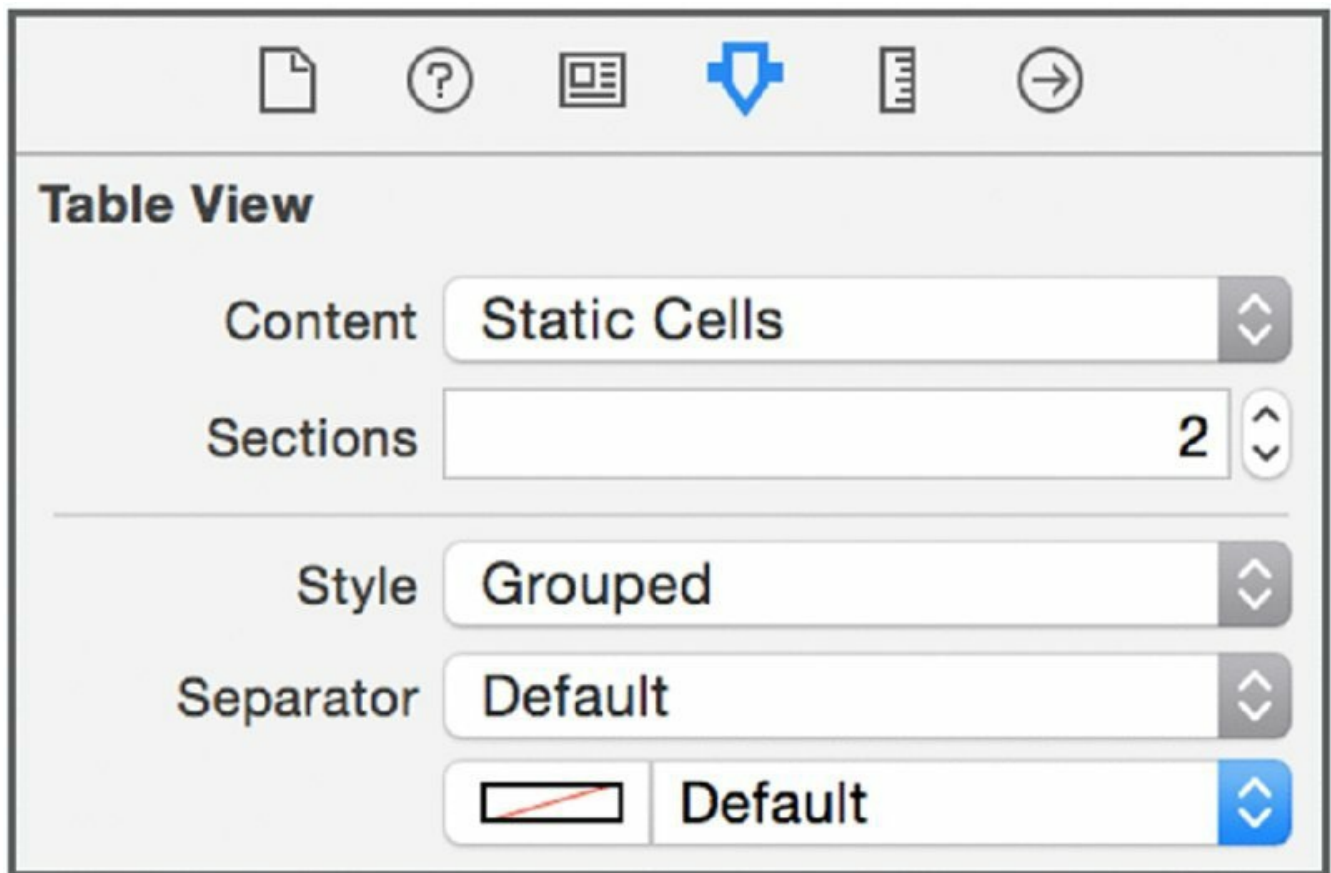 Table View
Content Static Cells
Sections 2
Style Grouped
Separator Default
Default